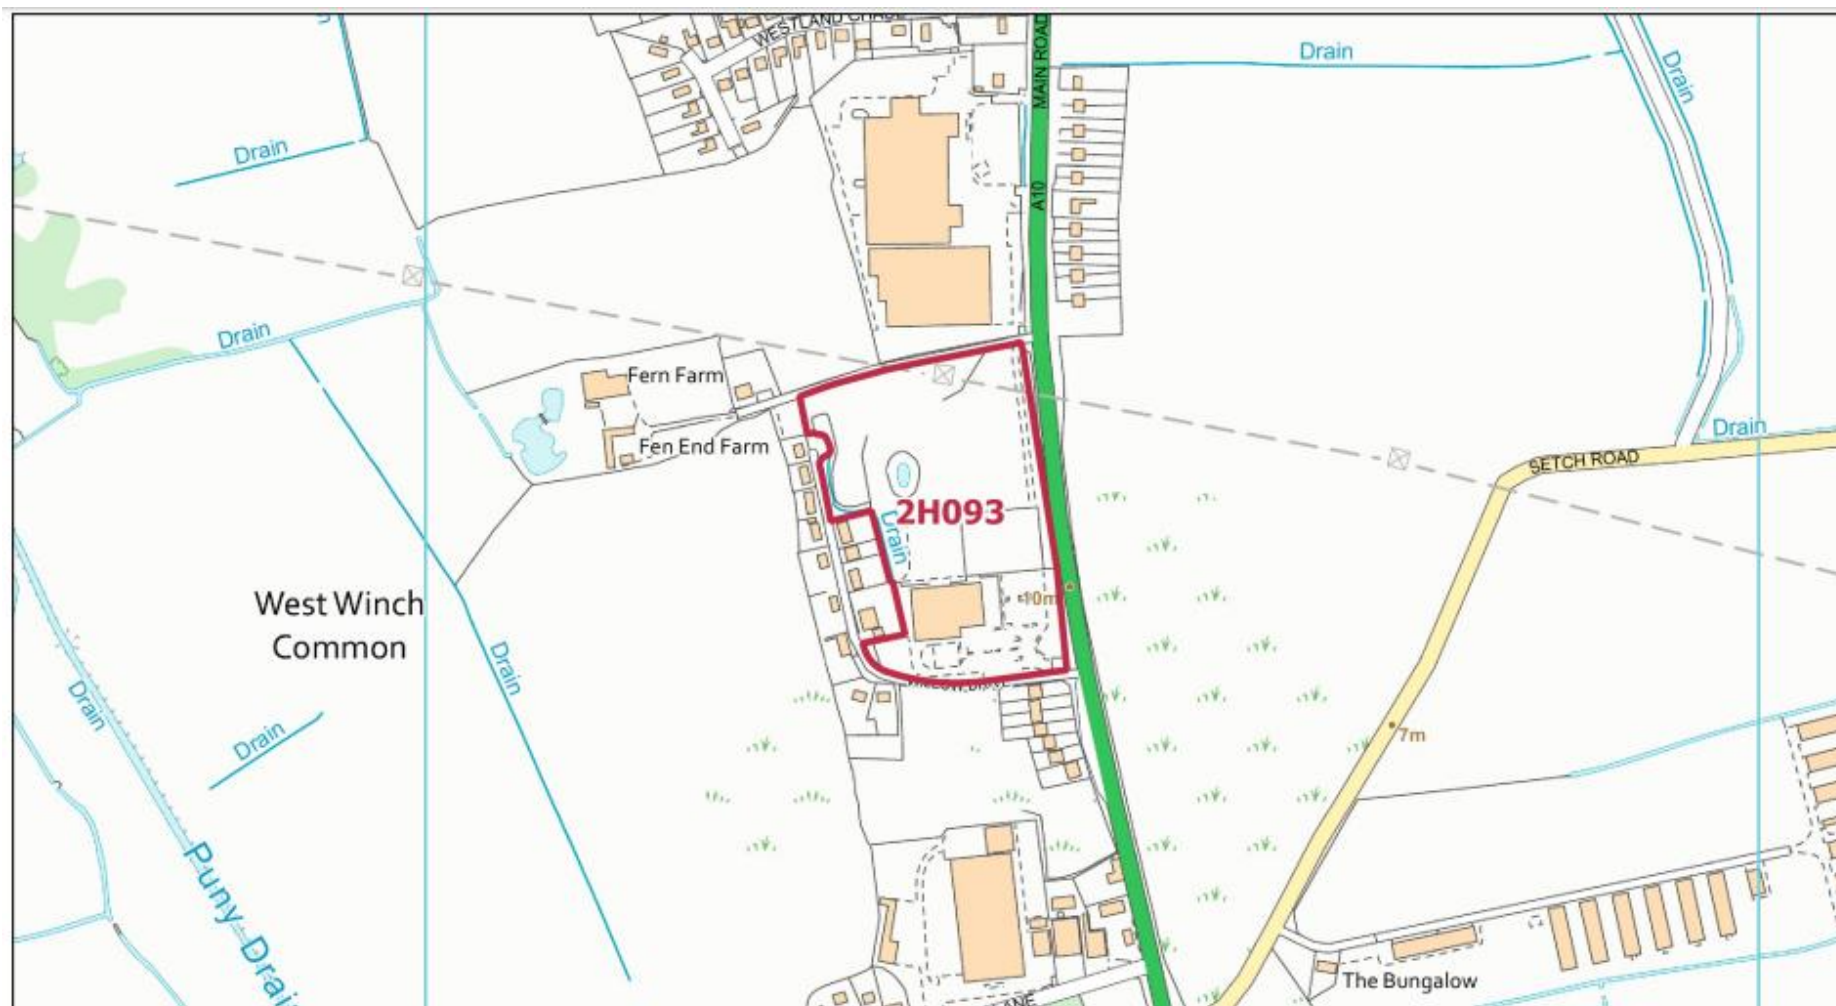 WESTLAND CHASE
MAIN ROAD
Drain
Drain
Drain
A10
Drain
Fern Farm
Fen End Farm
Drain
SETCH ROAD
2H093
Drain
10m
West Winch
Common
Drain
Drain
Drain
7m
Puny Drain
The Bungalow